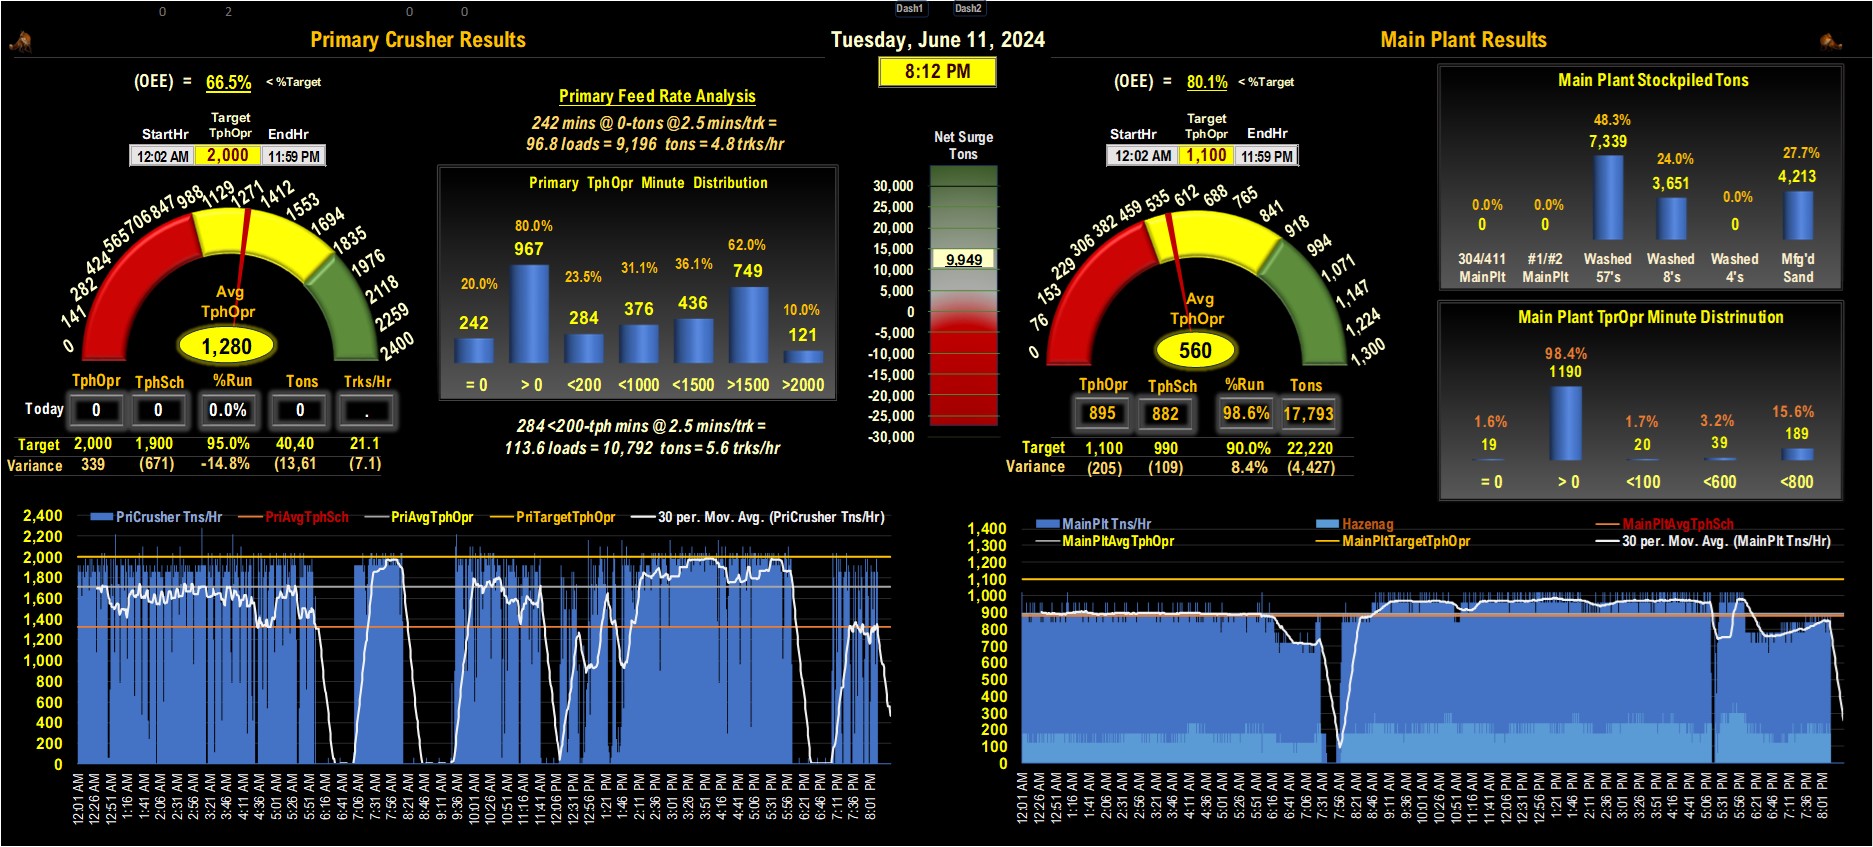 0 2 0 0 Dash1 Dash2
Primary Crusher Results
Tuesday, June 11, 2024
Main Plant Results
8:12 PM
(OEE) = 66.5% < %Target
Target
StartHr TphOpr EndHr
12:02 AM 2,000 11:59 PM
0 141 282 424 565 706 847 988 1129 1271 1412 1553 1694 1835 1976 2118 2259 2400
Avg
TphOpr
1,280
TphOpr TphSch %Run Tons Trks/Hr
Today 0 0 0.0% 0 .
Target 2,000 1,900 95.0% 40,40 21.1
Variance 339 (671) -14.8% (13,61 (7.1)
Primary Feed Rate Analysis
242 mins @ 0-tons @2.5 mins/trk =
96.8 loads = 9,196 tons = 4.8 trks/hr
Primary TphOpr Minute Distribution
20.0% 80.0% 23.5% 31.1% 36.1% 62.0% 10.0%
242 967 284 376 436 749 121
= 0 > 0 <200 <1000 <1500 >1500 >2000
284 <200-tph mins @ 2.5 mins/trk =
113.6 loads = 10,792 tons = 5.6 trks/hr
Net Surge
Tons
30,000
25,000
20,000
15,000
9,949
10,000
5,000
0
-5,000
-10,000
-15,000
-20,000
-25,000
-30,000
(OEE) = 80.1% < %Target
Target
StartHr TphOpr EndHr
12:02 AM 1,100 11:59 PM
0 76 153 229 306 382 459 535 612 688 765 841 918 994 1,071 1,147 1,224 1,300
Avg
TphOpr
560
TphOpr TphSch %Run Tons
895 882 98.6% 17,793
Target 1,100 990 90.0% 22,220
Variance (205) (109) 8.4% (4,427)
Main Plant Stockpiled Tons
0.0% 0.0% 48.3% 24.0% 0.0% 27.7%
0 0 7,339 3,651 0 4,213
304/411 #1/#2 Washed Washed Washed Mfg'd
MainPlt MainPlt 57's 8's 4's Sand
Main Plant TprOpr Minute Distrinution
1.6% 98.4% 1.7% 3.2% 15.6%
19 1190 20 39 189
= 0 > 0 <100 <600 <800
PriCrusher Tns/Hr PriAvgTphSch PriAvgTphOpr PriTargetTphOpr 30 per. Mov. Avg. (PriCrusher Tns/Hr)
2,400
2,200
2,000
1,800
1,600
1,400
1,200
1,000
800
600
400
200
0
12:01 AM 12:26 AM 12:51 AM 1:16 AM 1:41 AM 2:06 AM 2:31 AM 2:56 AM 3:21 AM 3:46 AM 4:11 AM 4:36 AM 5:01 AM 5:26 AM 5:51 AM 6:16 AM 6:41 AM 7:06 AM 7:31 AM 7:56 AM 8:21 AM 8:46 AM 9:11 AM 9:36 AM 10:01 AM 10:26 AM 10:51 AM 11:16 AM 11:41 AM 12:06 PM 12:31 PM 12:56 PM 1:21 PM 1:46 PM 2:11 PM 2:36 PM 3:01 PM 3:26 PM 3:51 PM 4:16 PM 4:41 PM 5:06 PM 5:31 PM 5:56 PM 6:21 PM 6:46 PM 7:11 PM 7:36 PM 8:01 PM
MainPlt Tns/Hr Hazenag MainPltAvgTphSch
MainPltAvgTphOpr MainPltTargetTphOpr 30 per. Mov. Avg. (MainPlt Tns/Hr)
1,400
1,300
1,200
1,100
1,000
900
800
700
600
500
400
300
200
100
0
12:01 AM 12:26 AM 12:51 AM 1:16 AM 1:41 AM 2:06 AM 2:31 AM 2:56 AM 3:21 AM 3:46 AM 4:11 AM 4:36 AM 5:01 AM 5:26 AM 5:51 AM 6:16 AM 6:41 AM 7:06 AM 7:31 AM 7:56 AM 8:21 AM 8:46 AM 9:11 AM 9:36 AM 10:01 AM 10:26 AM 10:51 AM 11:16 AM 11:41 AM 12:06 PM 12:31 PM 12:56 PM 1:21 PM 1:46 PM 2:11 PM 2:36 PM 3:01 PM 3:26 PM 3:51 PM 4:16 PM 4:41 PM 5:06 PM 5:31 PM 5:56 PM 6:21 PM 6:46 PM 7:11 PM 7:36 PM 8:01 PM